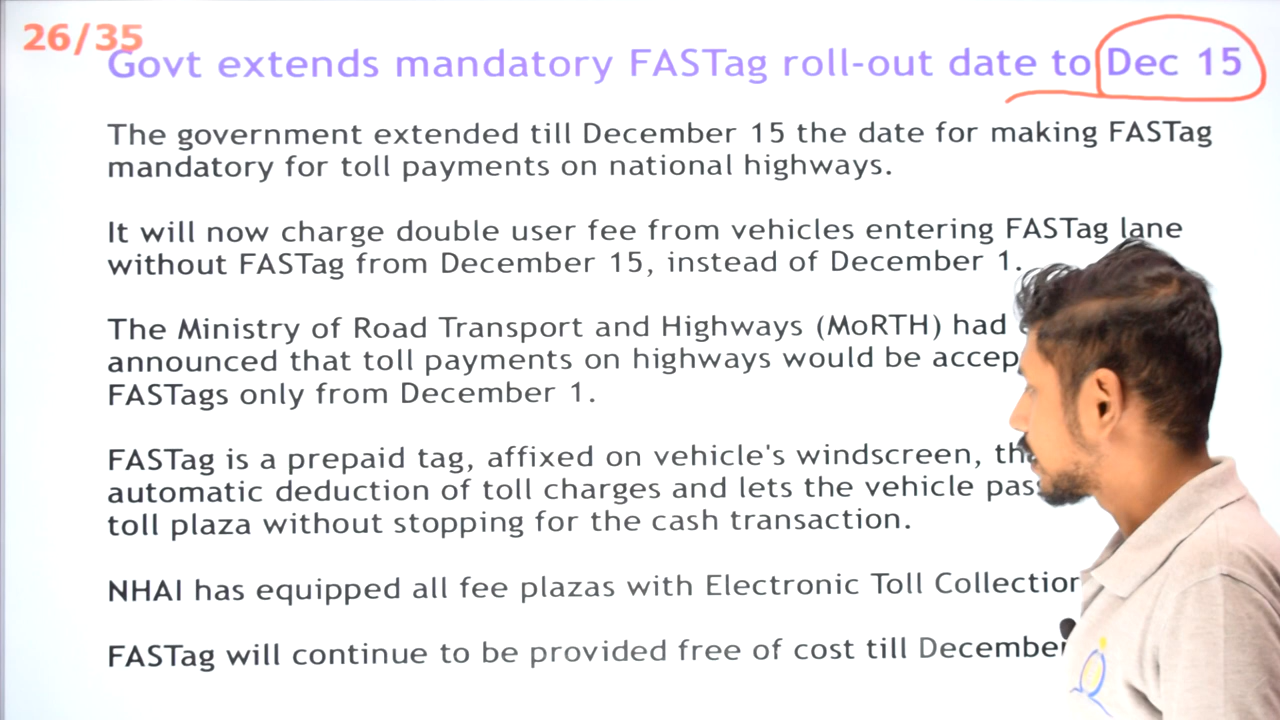 26/35
Govt extends mandatory FASTag roll-out date to Dec 15
The government extended till December 15 the date for making FASTag
mandatory for toll payments on national highways.
It will now charge double user fee from vehicles entering FASTag lane
without FASTag from December 15, instead of December 1.
The Ministry of Road Transport and Highways (MoRTH) had
announced that toll payments on highways would be
FASTags only from December 1.
FASTag is a prepaid tag, affixed on vehicle's windscreen,
automatic deduction of toll charges and lets the vehicle
toll plaza without stopping for the cash transaction.
NHAI has equipped all fee plazas with Electronic Toll Collection
FASTag will continue to be provided free of cost till December